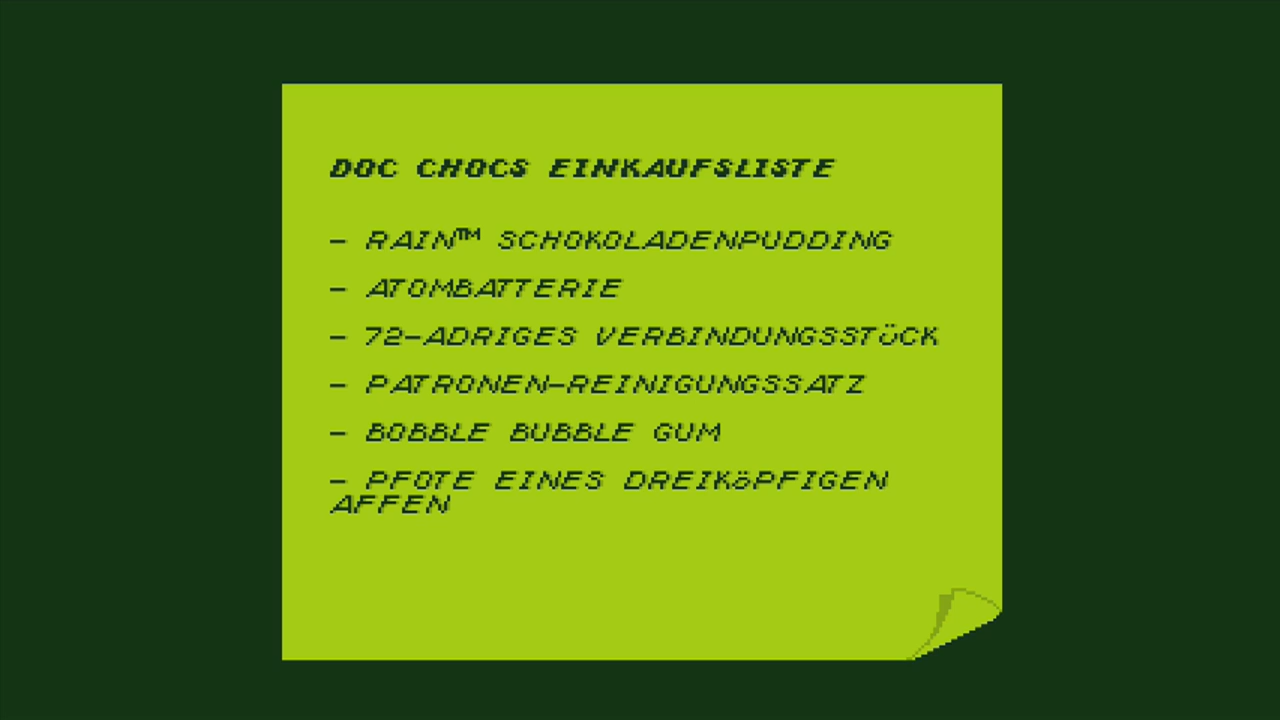 DOC CHOCS EINKAUFSLISTE
- RAIN™ SCHOKOLADENPUDDING
- ATOMBATTERIE
- 72-ADRIGES VERBINDUNGSSTüCK
- PATRONEN-REINIGUNGSSATZ
- BOBBLE BUBBLE GUM
- PFOTE EINES DREIKöPFIGEN
AFFEN